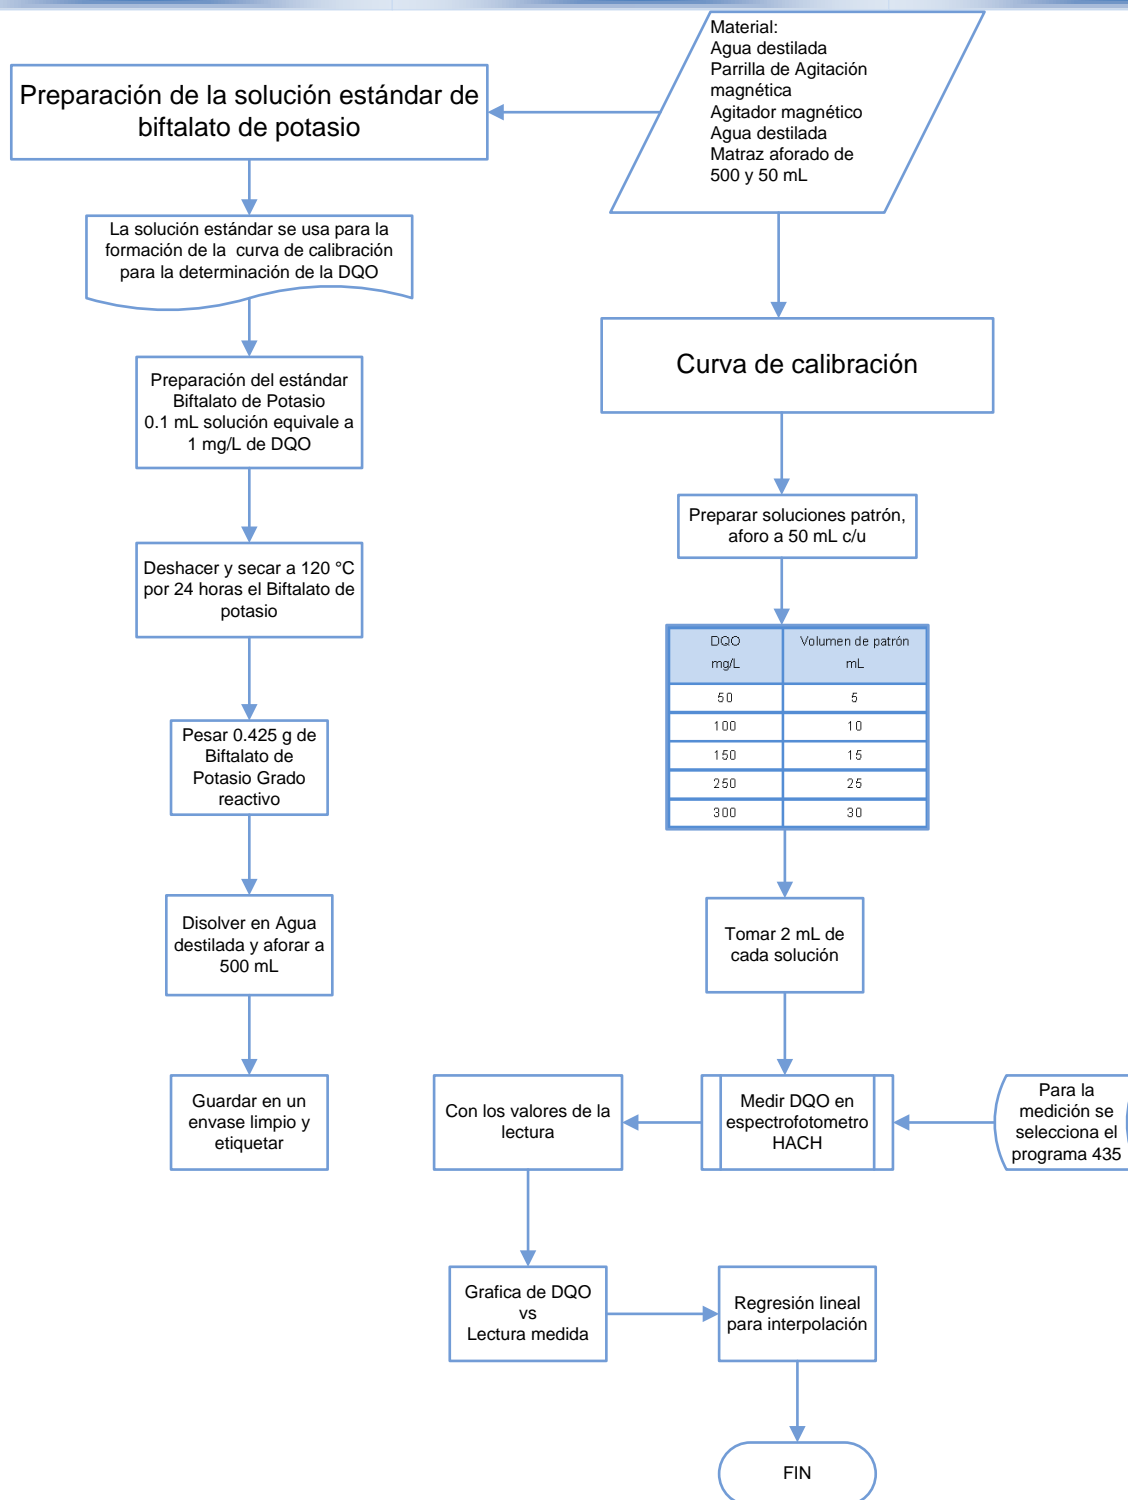 Material:
Agua destilada
Parrilla de Agitación
magnética
Agitador magnético
Agua destilada
Matraz aforado de
500 y 50 mL
Preparación de la solución estándar de
biftalato de potasio
La solución estándar se usa para la
formación de la curva de calibración
para la determinación de la DQO
Preparación del estándar
Biftalato de Potasio
0.1 mL solución equivale a
1 mg/L de DQO
Deshacer y secar a 120 °C
por 24 horas el Biftalato de
potasio
Pesar 0.425 g de
Biftalato de
Potasio Grado
reactivo
Disolver en Agua
destilada y aforar a
500 mL
Guardar en un
envase limpio y
etiquetar
Curva de calibración
Preparar soluciones patrón,
aforo a 50 mL c/u
DQO Volumen de patrón
mg/L mL
50 5
100 10
150 15
250 25
300 30
Tomar 2 mL de
cada solución
Medir DQO en
espectrofotometro
HACH
Para la
medición se
selecciona el
programa 435
Con los valores de la
lectura
Grafica de DQO
vs
Lectura medida
Regresión lineal
para interpolación
FIN